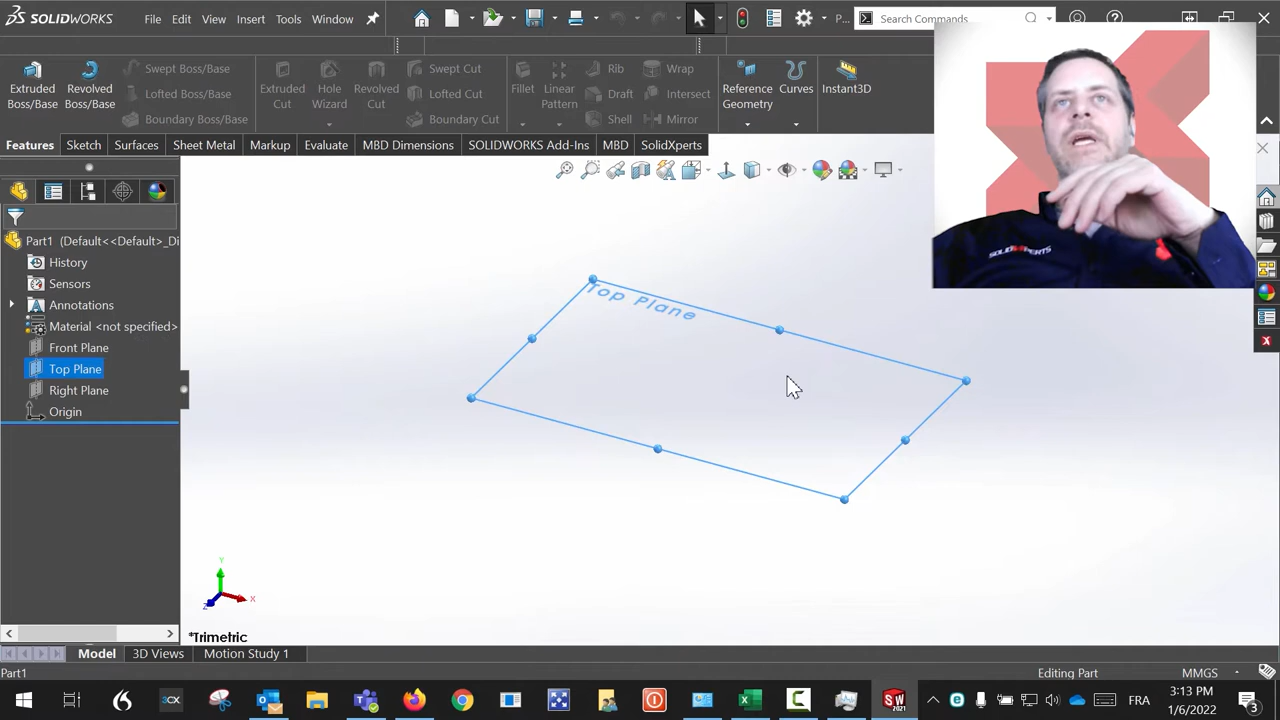 SOLIDWORKS File Edit View Insert Tools Window P... Search Commands
Extruded Boss/Base
Revolved Boss/Base
Swept Boss/Base
Lofted Boss/Base
Boundary Boss/Base
Extruded Cut
Hole Wizard
Revolved Cut
Swept Cut
Lofted Cut
Boundary Cut
Fillet
Linear Pattern
Rib
Draft
Shell
Wrap
Intersect
Mirror
Reference Geometry
Curves
Instant3D
Features Sketch Surfaces Sheet Metal Markup Evaluate MBD Dimensions SOLIDWORKS Add-Ins MBD SolidXperts
Part1 (Default<<Default>_Di
History
Sensors
Annotations
Material <not specified>
Front Plane
Top Plane
Right Plane
Origin
Top Plane
SOLIDXPERTS
Y
X
Z
*Trimetric
Model 3D Views Motion Study 1
Part1 Editing Part MMGS
FRA
3:13 PM
1/6/2022
3
SW
2021